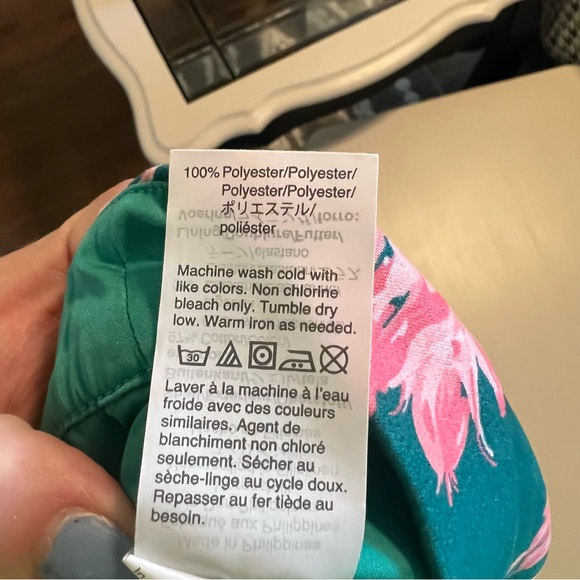 100% Polyester/Polyester/
Polyester/Polyester/
ポリエステル/
poliéster
Machine wash cold with
like colors. Non chlorine
bleach only. Tumble dry
low. Warm iron as needed.
30
Laver à la machine à l'eau
froide avec des couleurs
similaires. Agent de
blanchiment non chloré
seulement. Sécher au
sèche-linge au cycle doux.
Repasser au fer tiède au
besoin.